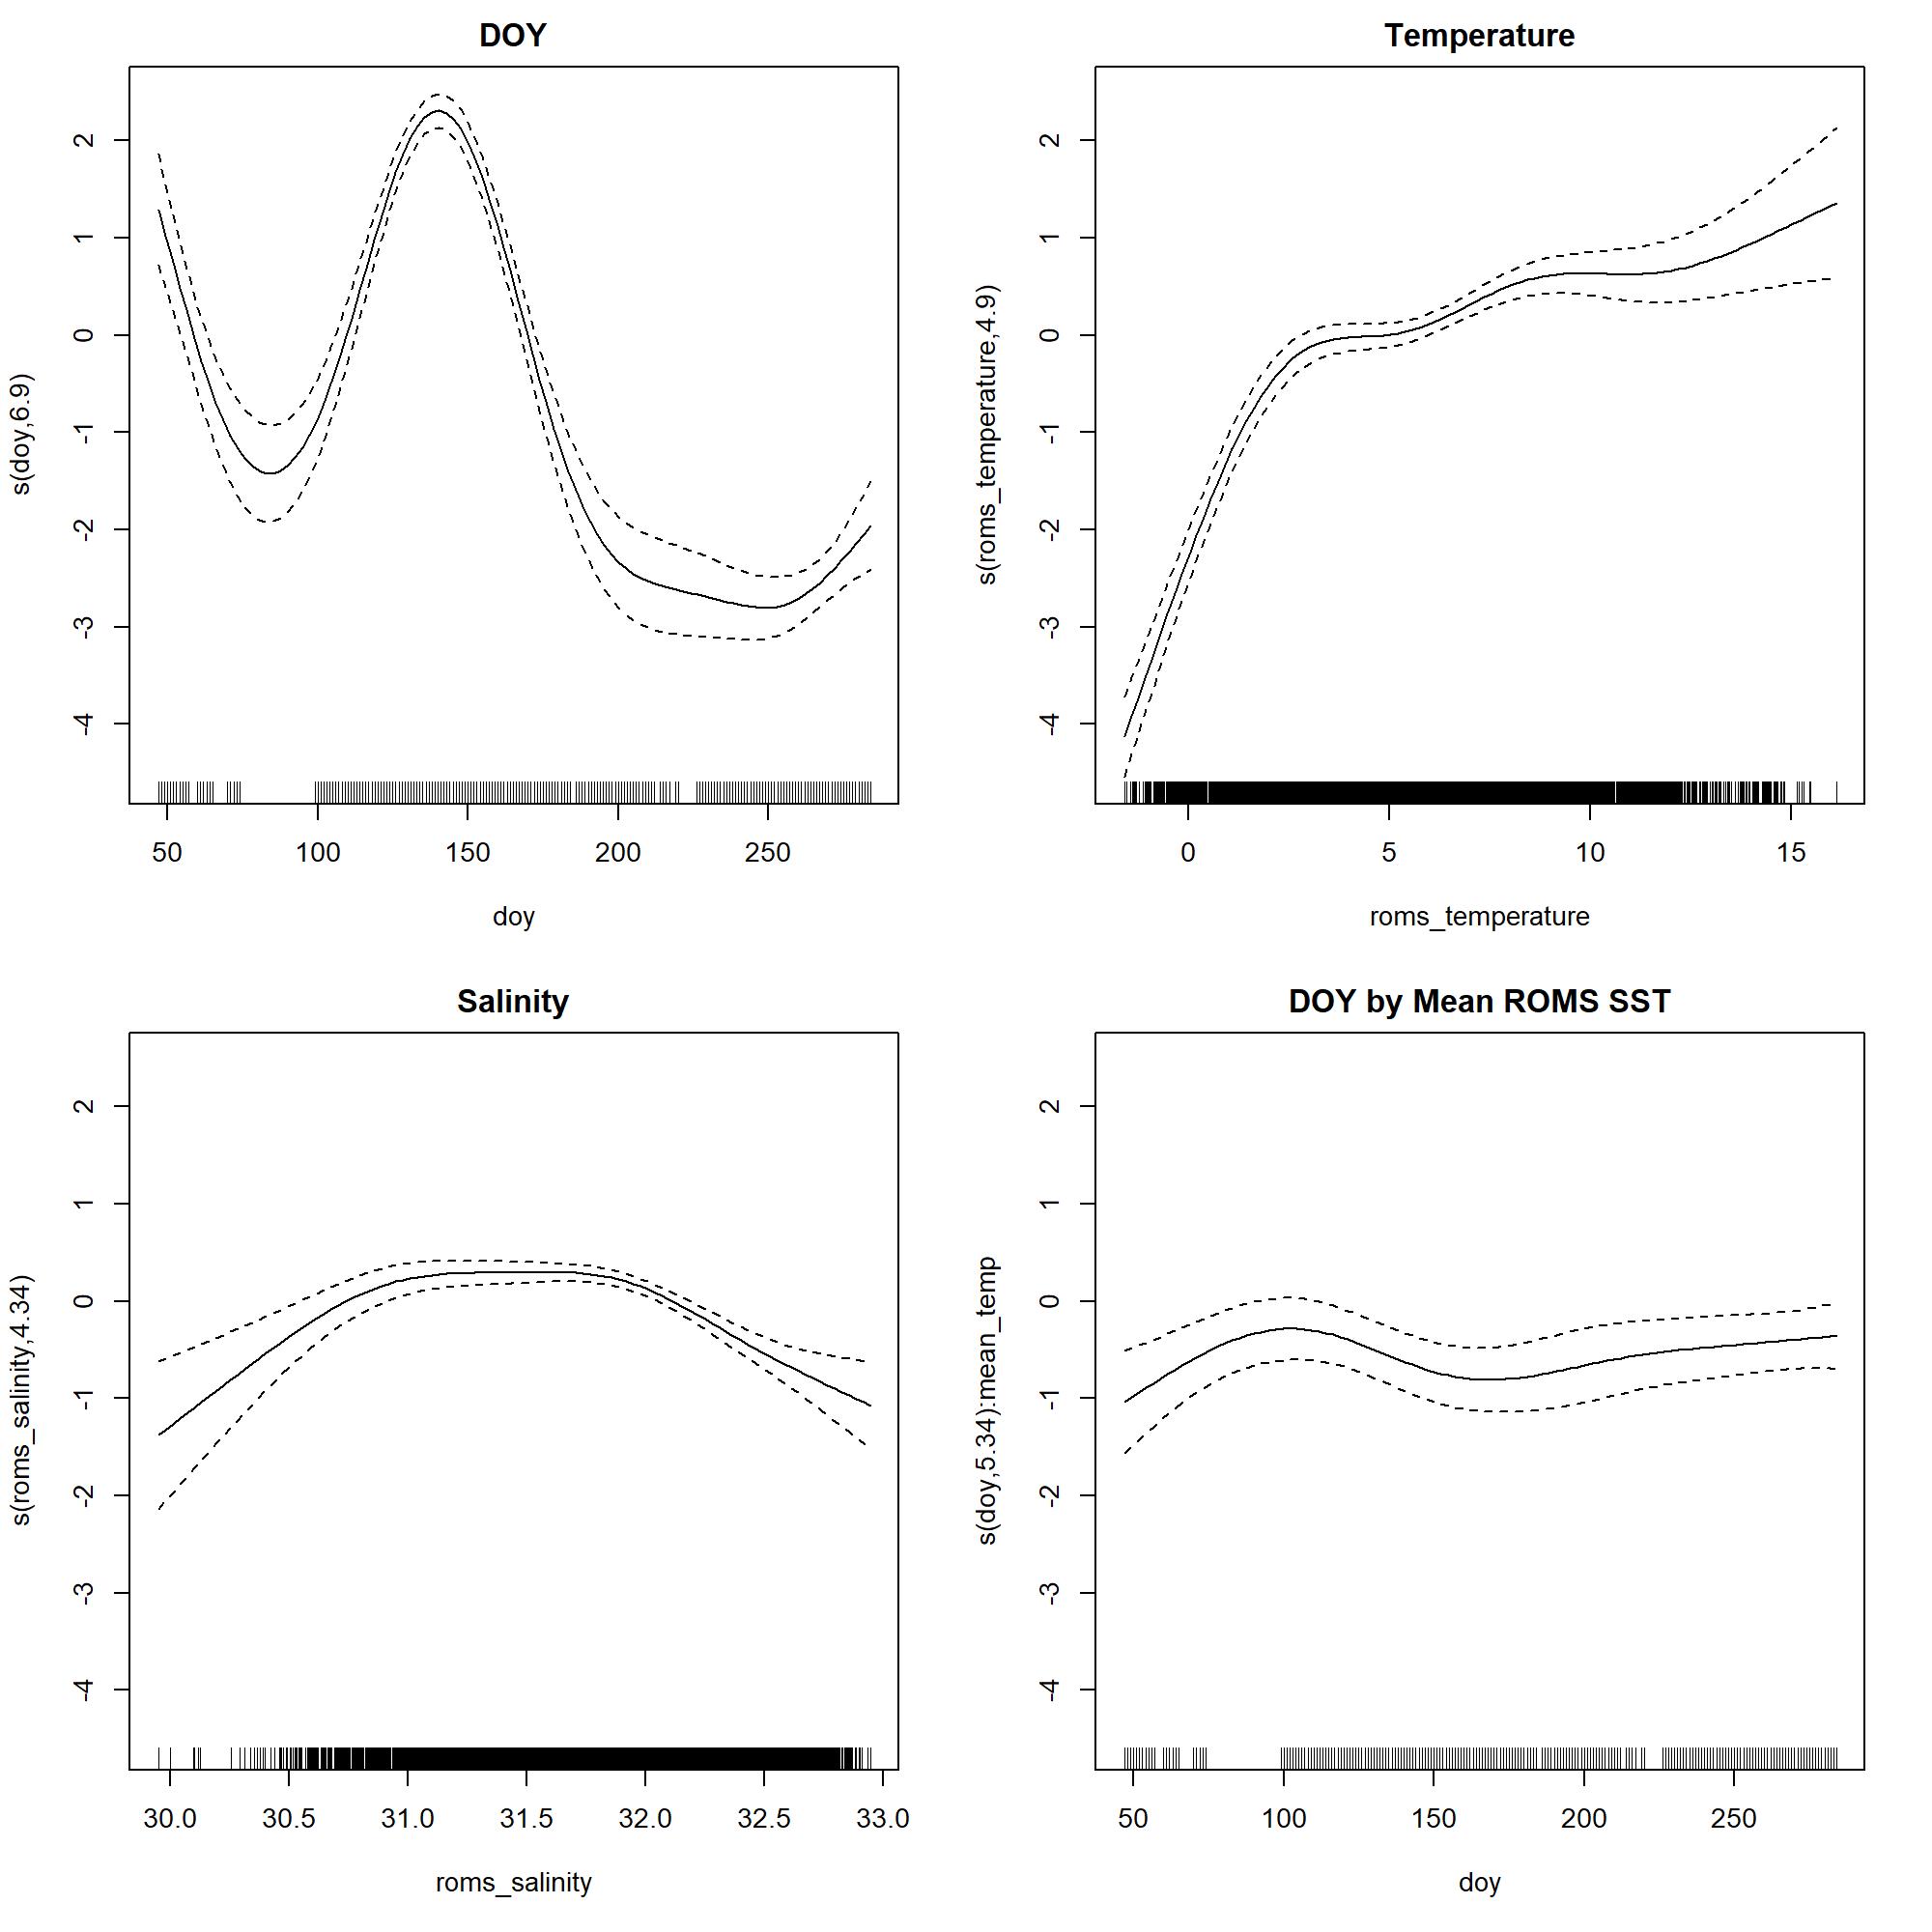 DOY
s(doy,6.9)
2
1
0
-1
-2
-3
-4
50 100 150 200 250
doy
Temperature
s(roms_temperature,4.9)
2
1
0
-1
-2
-3
-4
0 5 10 15
roms_temperature
Salinity
s(roms_salinity,4.34)
2
1
0
-1
-2
-3
-4
30.0 30.5 31.0 31.5 32.0 32.5 33.0
roms_salinity
DOY by Mean ROMS SST
s(doy,5.34):mean_temp
2
1
0
-1
-2
-3
-4
50 100 150 200 250
doy